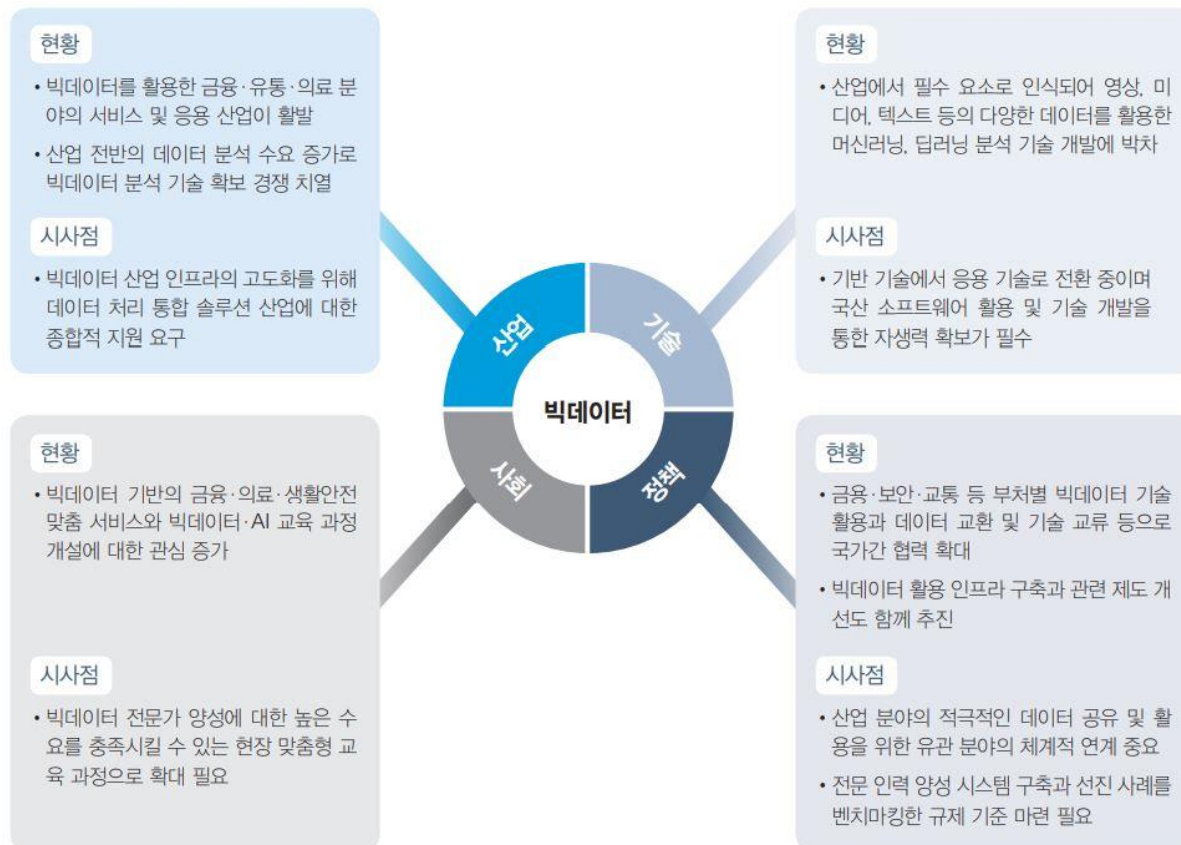 현황
• 빅데이터를 활용한 금융·유통·의료 분
야의 서비스 및 응용 산업이 활발
• 산업 전반의 데이터 분석 수요 증가로
빅데이터 분석 기술 확보 경쟁 치열
시사점
• 빅데이터 산업 인프라의 고도화를 위해
데이터 처리 통합 솔루션 산업에 대한
종합적 지원 요구
현황
• 산업에서 필수 요소로 인식되어 영상, 미
디어, 텍스트 등의 다양한 데이터를 활용한
머신러닝, 딥러닝 분석 기술 개발에 박차
시사점
• 기반 기술에서 응용 기술로 전환 중이며
국산 소프트웨어 활용 및 기술 개발을
통한 자생력 확보가 필수
산업
기술
빅데이터
사회
정책
현황
• 빅데이터 기반의 금융·의료·생활안전
맞춤 서비스와 빅데이터·AI 교육 과정
개설에 대한 관심 증가
시사점
• 빅데이터 전문가 양성에 대한 높은 수
요를 충족시킬 수 있는 현장 맞춤형 교
육 과정으로 확대 필요
현황
• 금융·보안·교통 등 부처별 빅데이터 기술
활용과 데이터 교환 및 기술 교류 등으로
국가간 협력 확대
• 빅데이터 활용 인프라 구축과 관련 제도 개
선도 함께 추진
시사점
• 산업 분야의 적극적인 데이터 공유 및 활
용을 위한 유관 분야의 체계적 연계 중요
• 전문 인력 양성 시스템 구축과 선진 사례를
벤치마킹한 규제 기준 마련 필요